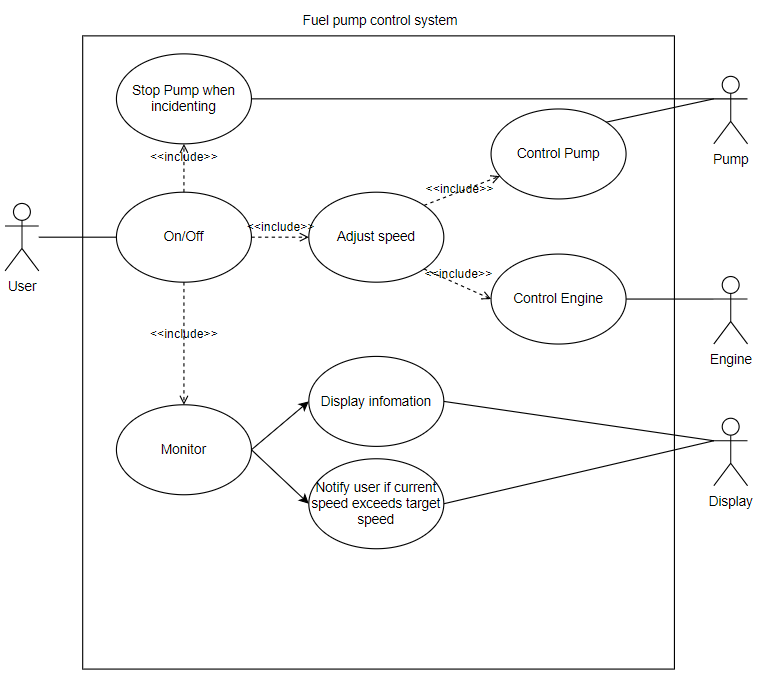 Fuel pump control system
Stop Pump when
incidenting
<<include>>
Control Pump
Pump
<<include>>
User
On/Off
<<include>>
Adjust speed
<<include>>
Control Engine
Engine
<<include>>
Display infomation
Monitor
Notify user if current
speed exceeds target
speed
Display